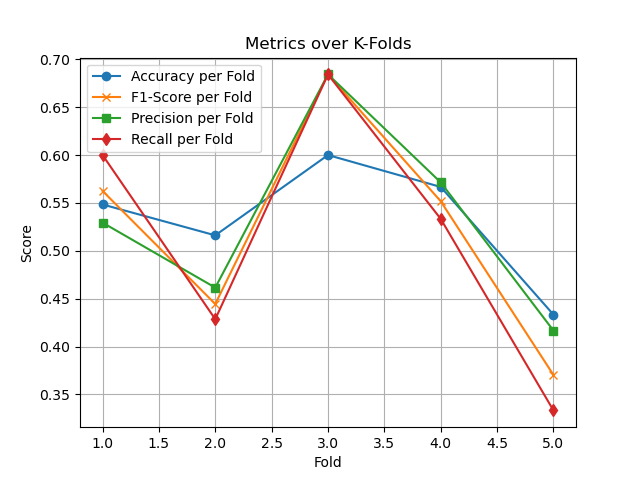 Metrics over K-Folds
Accuracy per Fold
F1-Score per Fold
Precision per Fold
Recall per Fold
Score
0.70
0.65
0.60
0.55
0.50
0.45
0.40
0.35
1.0 1.5 2.0 2.5 3.0 3.5 4.0 4.5 5.0
Fold